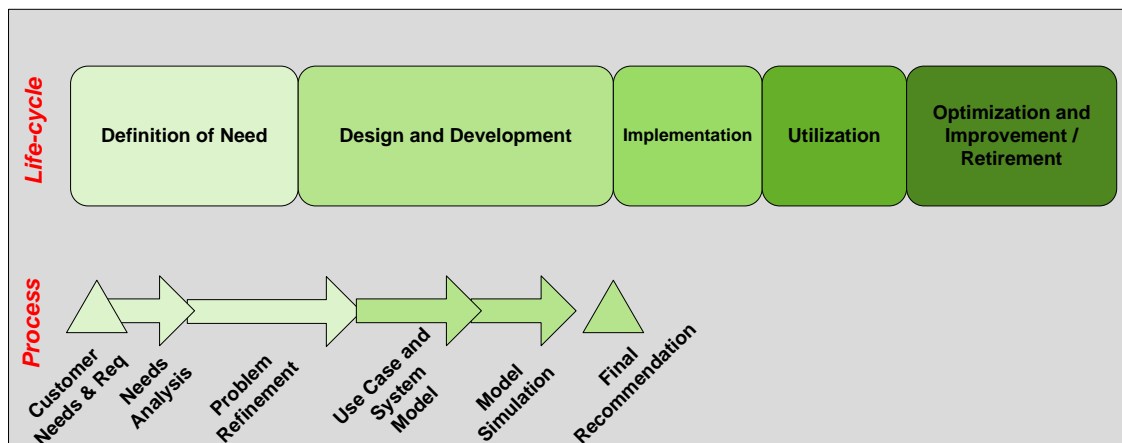 Life-cycle
Definition of Need
Design and Development
Implementation
Utilization
Optimization and
Improvement /
Retirement
Process
Customer
Needs & Req
Needs
Analysis
Problem
Refinement
Use Case and
System
Model
Model
Simulation
Final
Recommendation